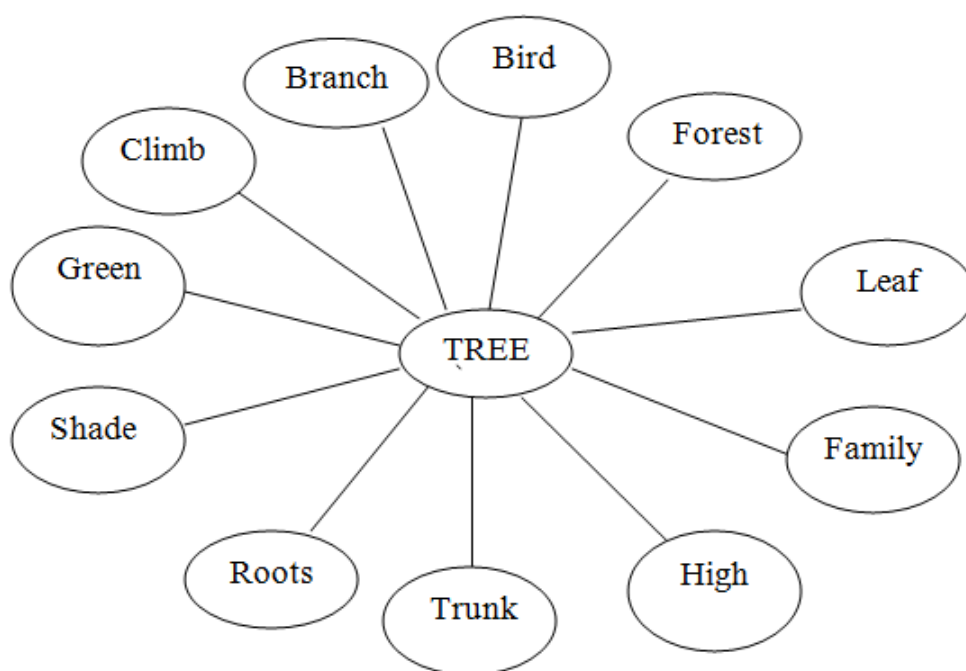 Bird
Branch
Forest
Climb
Green
Leaf
TREE
Shade
Family
Roots
High
Trunk